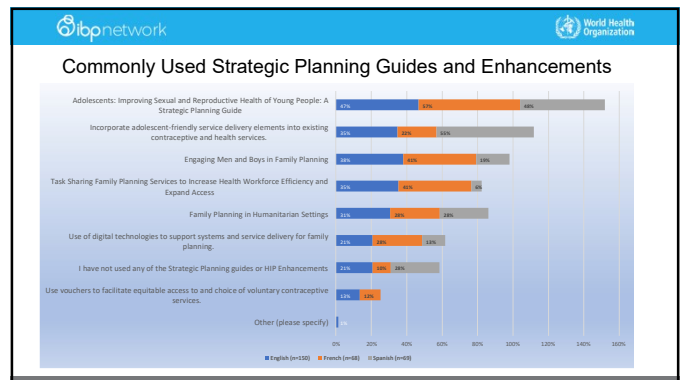 ibpnetwork
World Health
Organization
Commonly Used Strategic Planning Guides and Enhancements
Adolescents: Improving Sexual and Reproductive Health of Young People: A
Strategic Planning Guide
47% 57% 48%
Incorporate adolescent-friendly service delivery elements into existing
contraceptive and health services.
35% 22% 55%
Engaging Men and Boys in Family Planning
38% 41% 19%
Task Sharing Family Planning Services to Increase Health Workforce Efficiency and
Expand Access
35% 41% 6%
Family Planning in Humanitarian Settings
31% 28% 28%
Use of digital technologies to support systems and service delivery for family
planning.
21% 28% 13%
I have not used any of the Strategic Planning guides or HIP Enhancements
21% 10% 28%
Use vouchers to facilitate equitable access to and choice of voluntary contraceptive
services.
13% 12%
Other (please specify)
0% 20% 40% 60% 80% 100% 120% 140% 160%
English (n=150) French (n=68) Spanish (n=69)